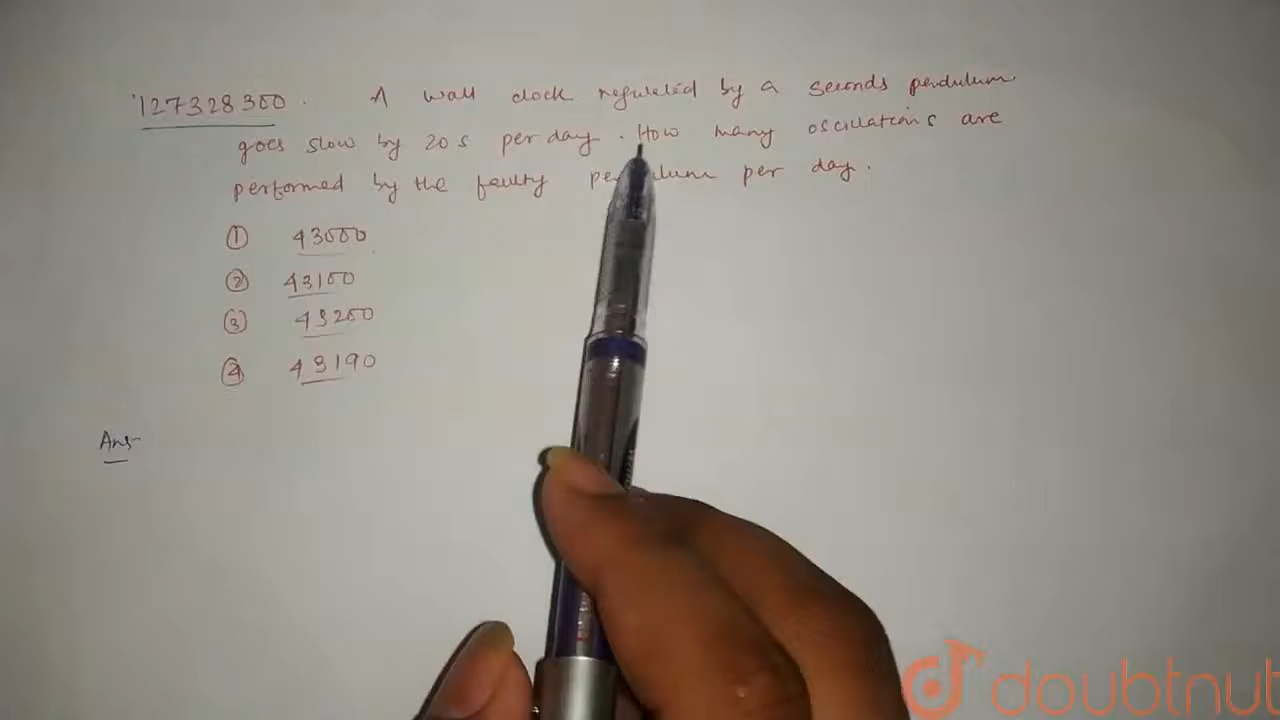 127328300. A wall clock regulated by a seconds pendulum.
goes slow by 20 s per day. How many oscillations are
performed by the faulty per day.
① 43000
② 43100
③ 43200
④ 43190
Ans
doubtnut